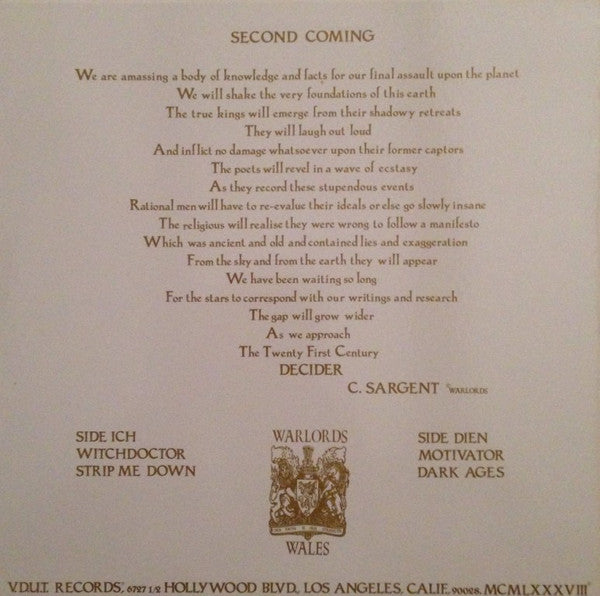 SECOND COMING
We are amassing a body of knowledge and facts for our final assault upon the planet
We will shake the very foundations of this earth
The true kings will emerge from their shadowy retreats
They will laugh out loud
And inflict no damage whatsoever upon their former captors
The poets will revel in a wave of ecstasy
As they record these stupendous events
Rational men will have to re-evalue their ideals or else go slowly insane
The religious will realise they were wrong to follow a manifesto
Which was ancient and old and contained lies and exaggeration
From the sky and from the earth they will appear
We have been waiting so long
For the stars to correspond with our writings and research
The gap will grow wider
As we approach
The Twenty First Century
DECIDER
C. SARGENT WARLORDS
SIDE ICH
WITCHDOCTOR
STRIP ME DOWN
WARLORDS
WALES
SIDE DIEN
MOTIVATOR
DARK AGES
V.D.U.T. RECORDS, 6727 1/2 HOLLYWOOD BLVD., LOS ANGELES, CALIF. 90028. MCMLXXXVIII